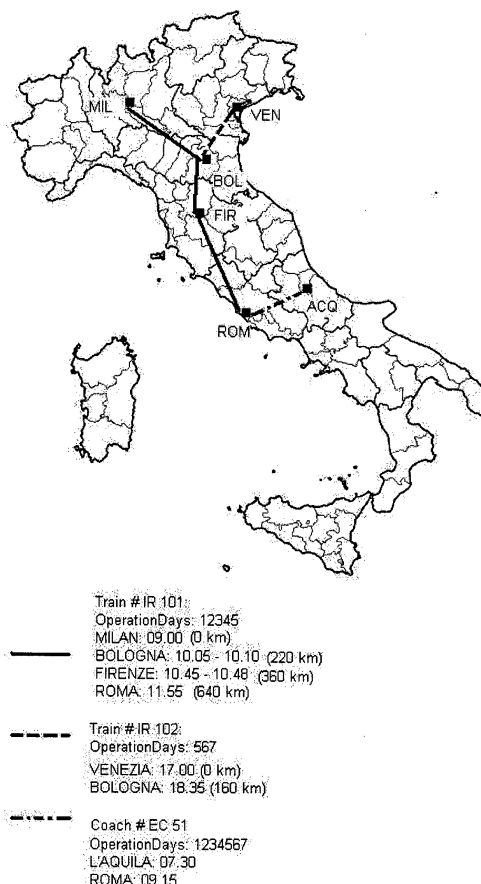 MIL
VEN
BOL
FIR
ROM
ACQ
Train # IR 101:
OperationDays: 12345
MILAN: 09.00 (0 km)
BOLOGNA: 10.05 - 10.10 (220 km)
FIRENZE: 10.45 - 10.48 (360 km)
ROMA: 11.55 (640 km)
Train # IR 102:
OperationDays: 567
VENEZIA: 17.00 (0 km)
BOLOGNA: 18.35 (160 km)
Coach # EC 51
OperationDays: 1234567
L'AQUILA: 07.30
ROMA: 09.15